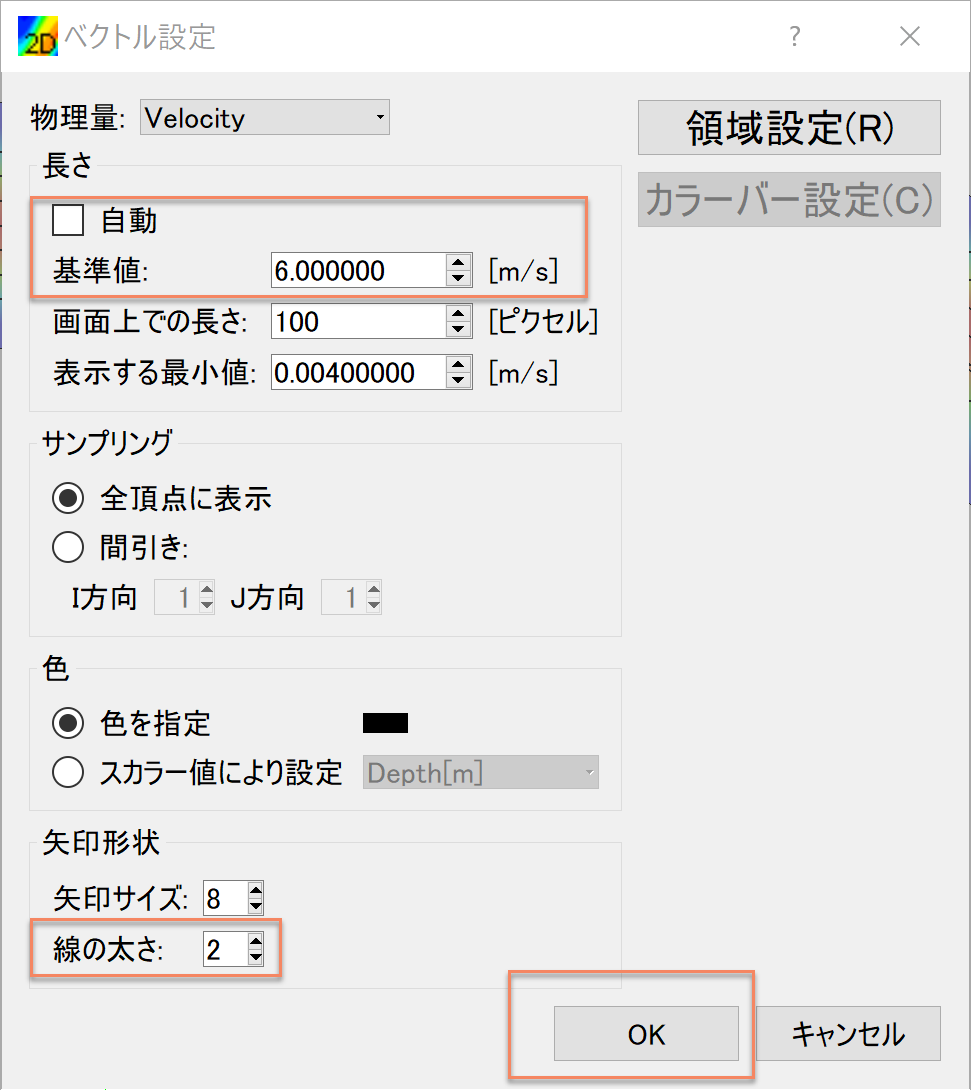 2D ベクトル設定 ? ×
物理量: Velocity
領域設定(R)
カラーバー設定(C)
長さ
自動
基準値: 6.000000 [m/s]
画面上での長さ: 100 [ピクセル]
表示する最小値: 0.00400000 [m/s]
サンプリング
全頂点に表示
間引き:
I方向 1 J方向 1
色
色を指定
スカラー値により設定 Depth[m]
矢印形状
矢印サイズ: 8
線の太さ: 2
OK キャンセル